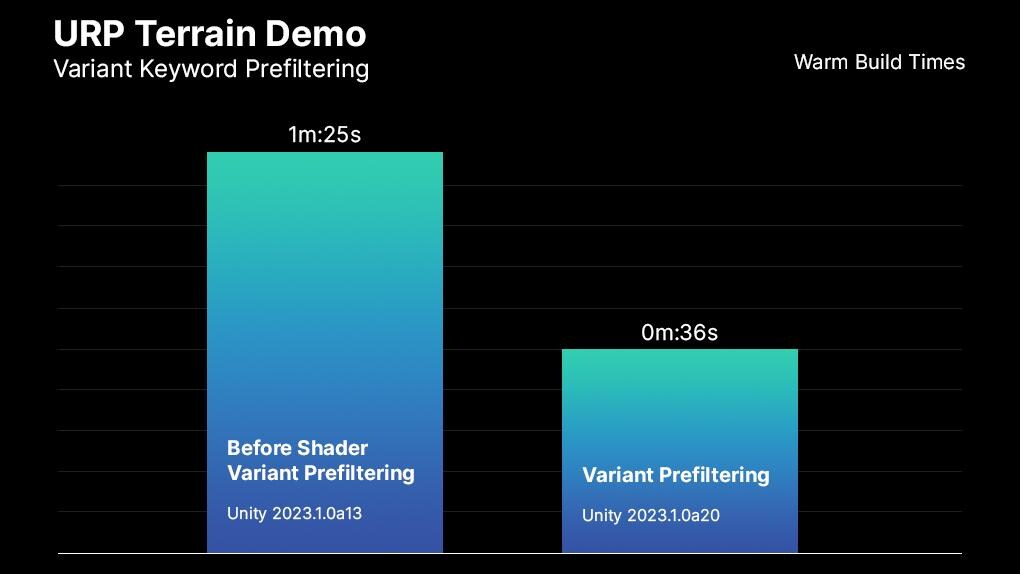 URP Terrain Demo
Variant Keyword Prefiltering
Warm Build Times
1m:25s
0m:36s
Before Shader
Variant Prefiltering
Unity 2023.1.0a13
Variant Prefiltering
Unity 2023.1.0a20